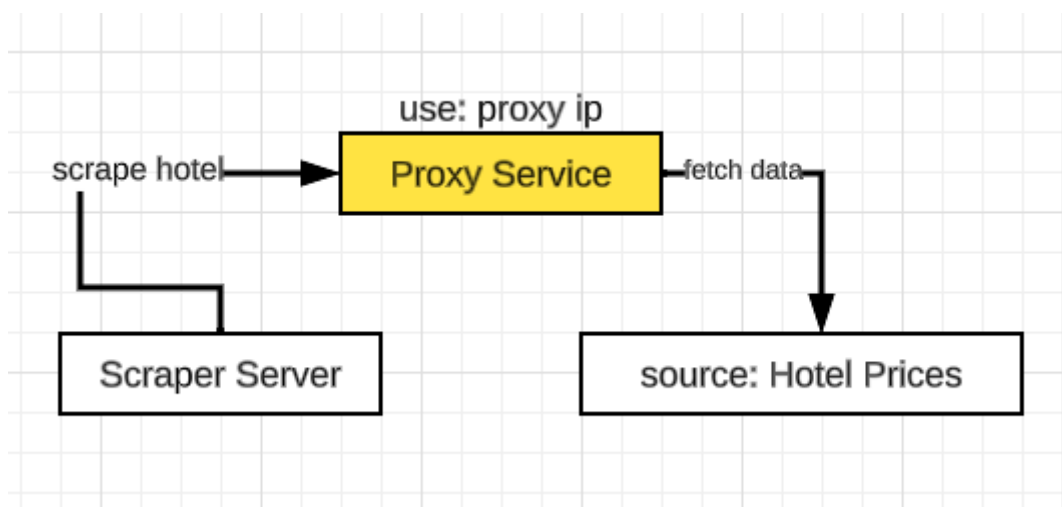 use: proxy ip
scrape hotel
Proxy Service
fetch data
Scraper Server
source: Hotel Prices